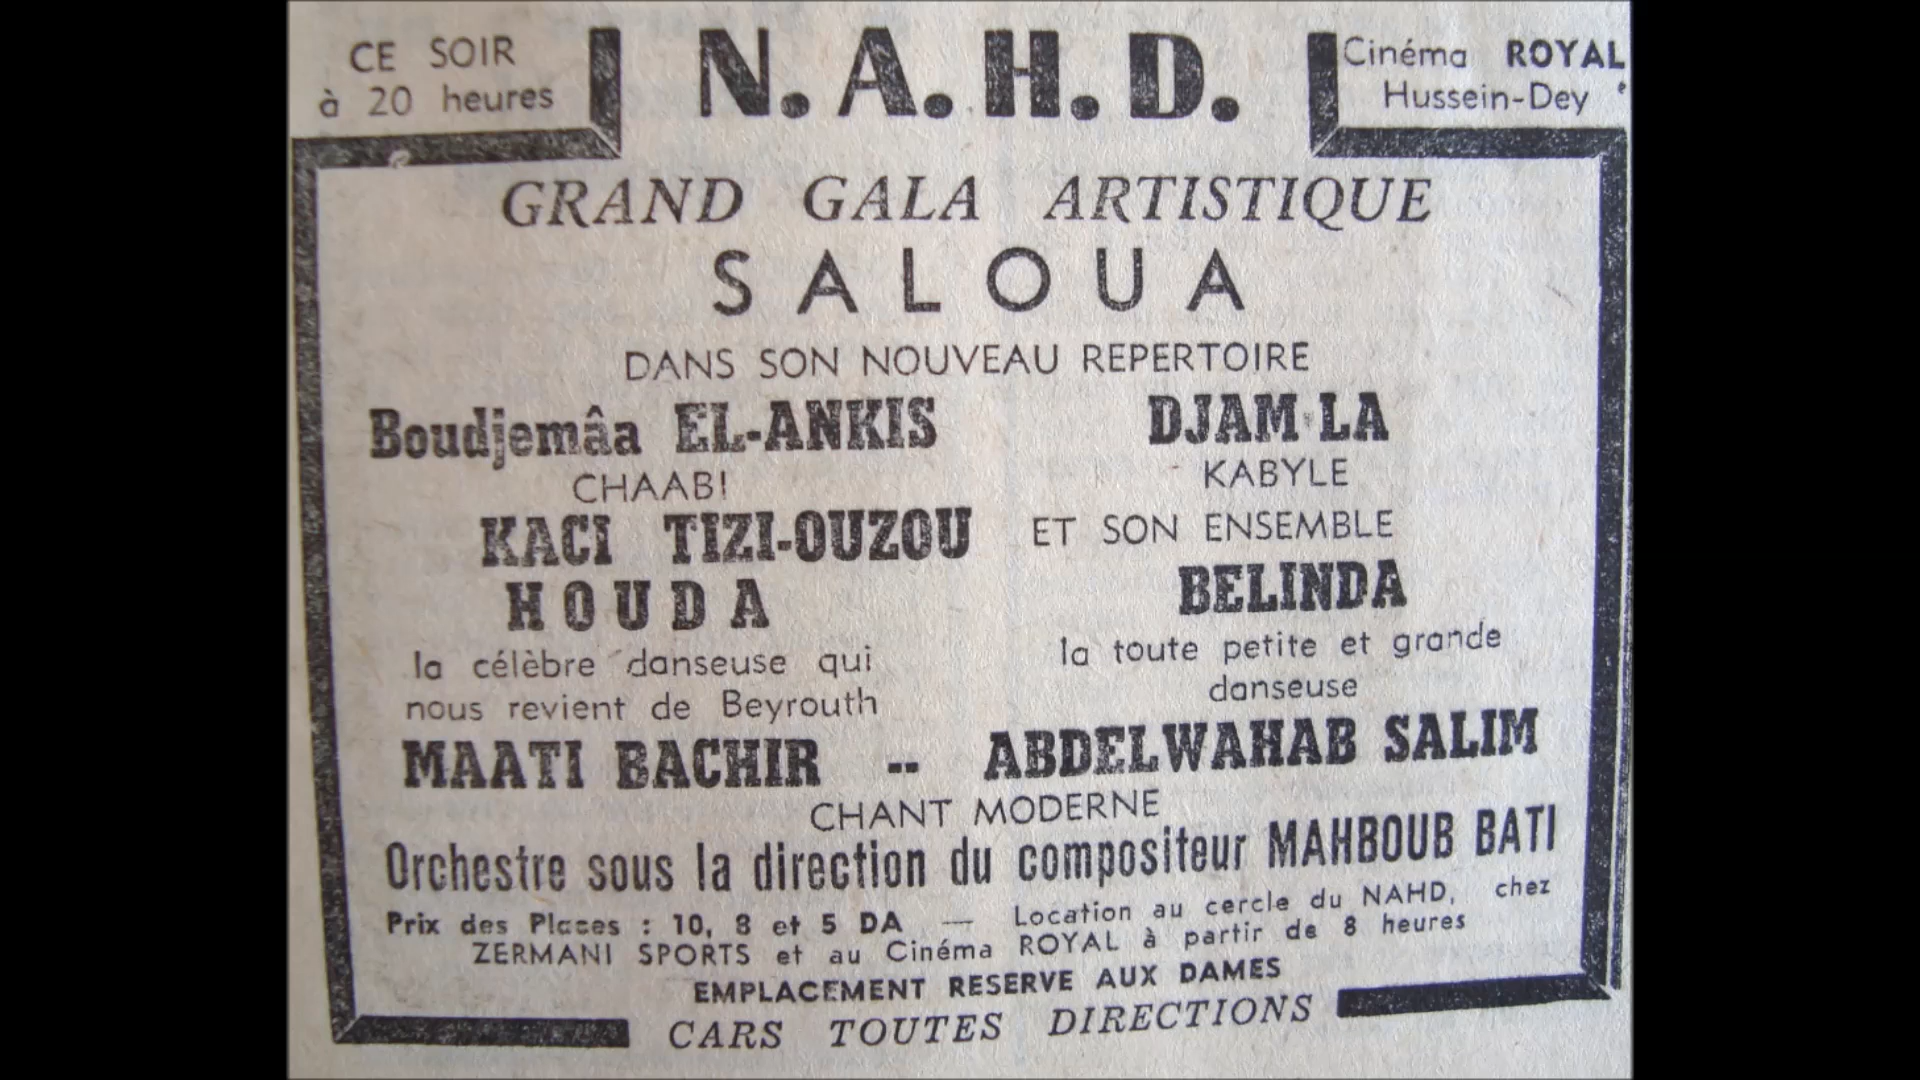 CE SOIR
à 20 heures
N.A.H.D.
Cinéma ROYAL
Hussein-Dey
GRAND GALA ARTISTIQUE
SALOUA
DANS SON NOUVEAU REPERTOIRE
Boudjemâa EL-ANKIS
CHAABI
KACI TIZI-OUZOU
HOUDA
la célèbre danseuse qui
nous revient de Beyrouth
DJAM LA
KABYLE
ET SON ENSEMBLE
BELINDA
la toute petite et grande
danseuse
MAATI BACHIR -- ABDELWAHAB SALIM
CHANT MODERNE
Orchestre sous la direction du compositeur MAHBOUB BATI
Prix des Places : 10, 8 et 5 DA — Location au cercle du NAHD, chez
ZERMANI SPORTS et au Cinéma ROYAL à partir de 8 heures
EMPLACEMENT RESERVE AUX DAMES
CARS TOUTES DIRECTIONS